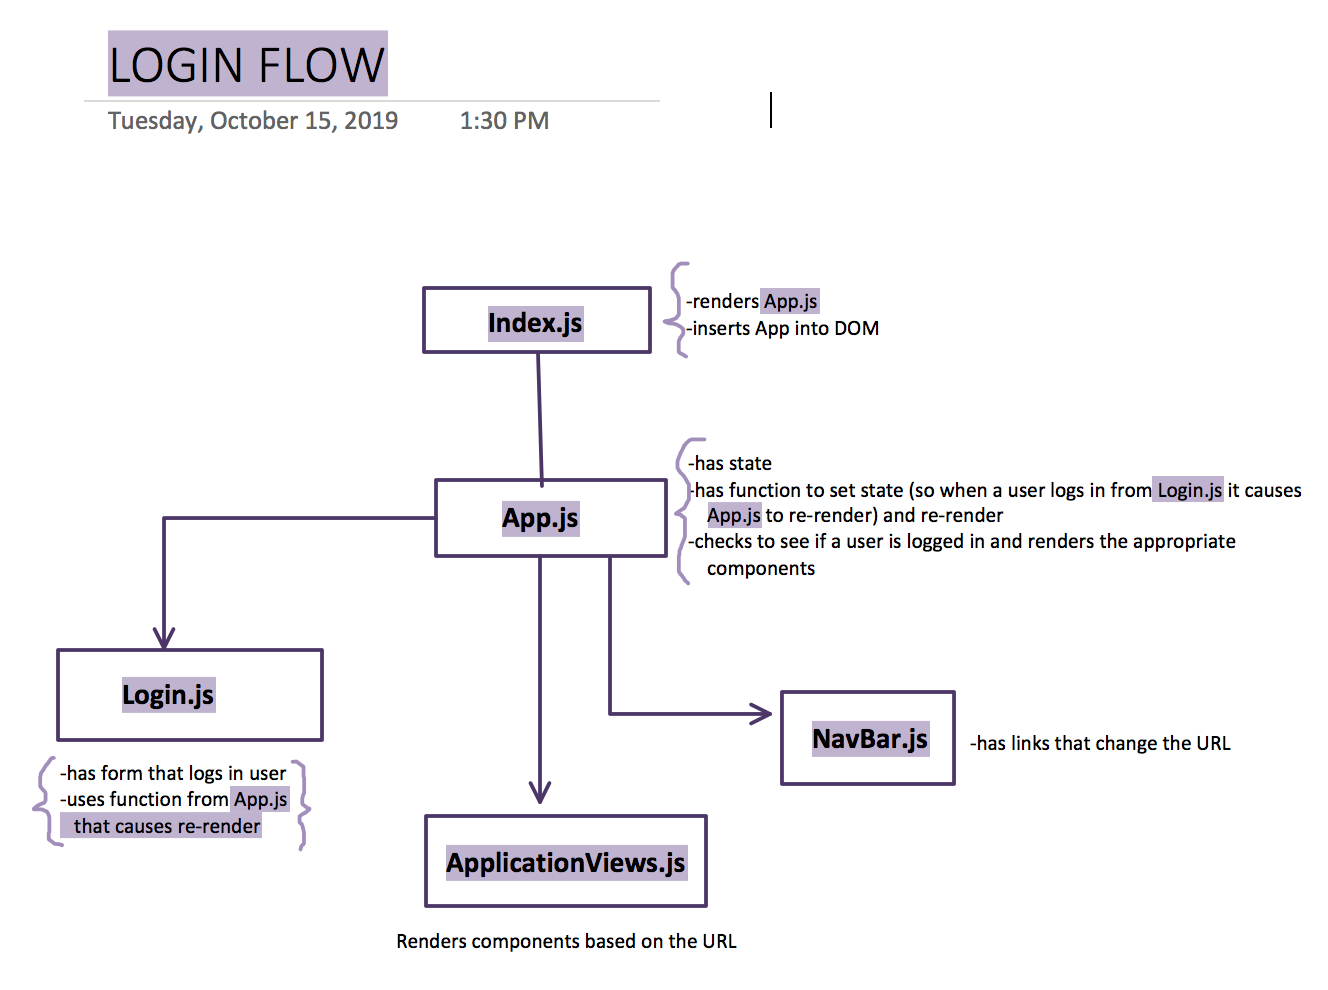 LOGIN FLOW
Tuesday, October 15, 2019 1:30 PM
Index.js
-renders App.js
-inserts App into DOM
App.js
-has state
-has function to set state (so when a user logs in from Login.js it causes
App.js to re-render) and re-render
-checks to see if a user is logged in and renders the appropriate
components
Login.js
-has form that logs in user
-uses function from App.js
that causes re-render
NavBar.js
-has links that change the URL
ApplicationViews.js
Renders components based on the URL